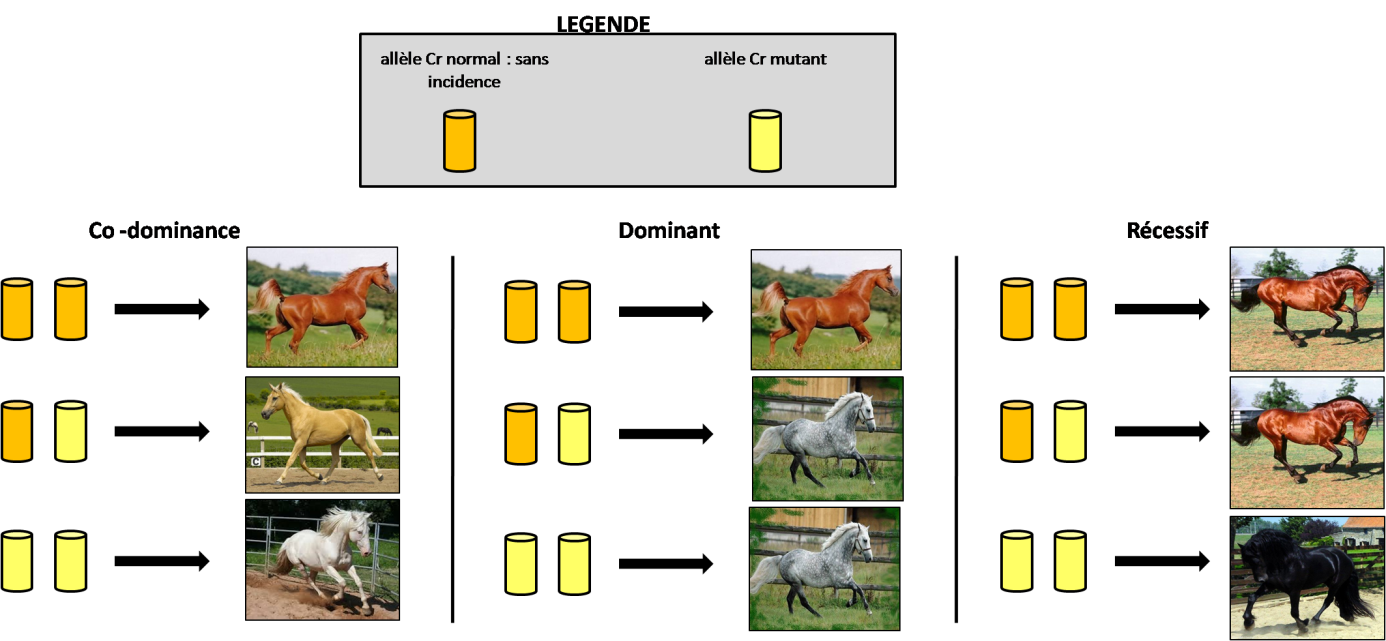 LEGENDE
allèle Cr normal : sans
incidence
allèle Cr mutant
Co -dominance
Dominant
Récessif
C